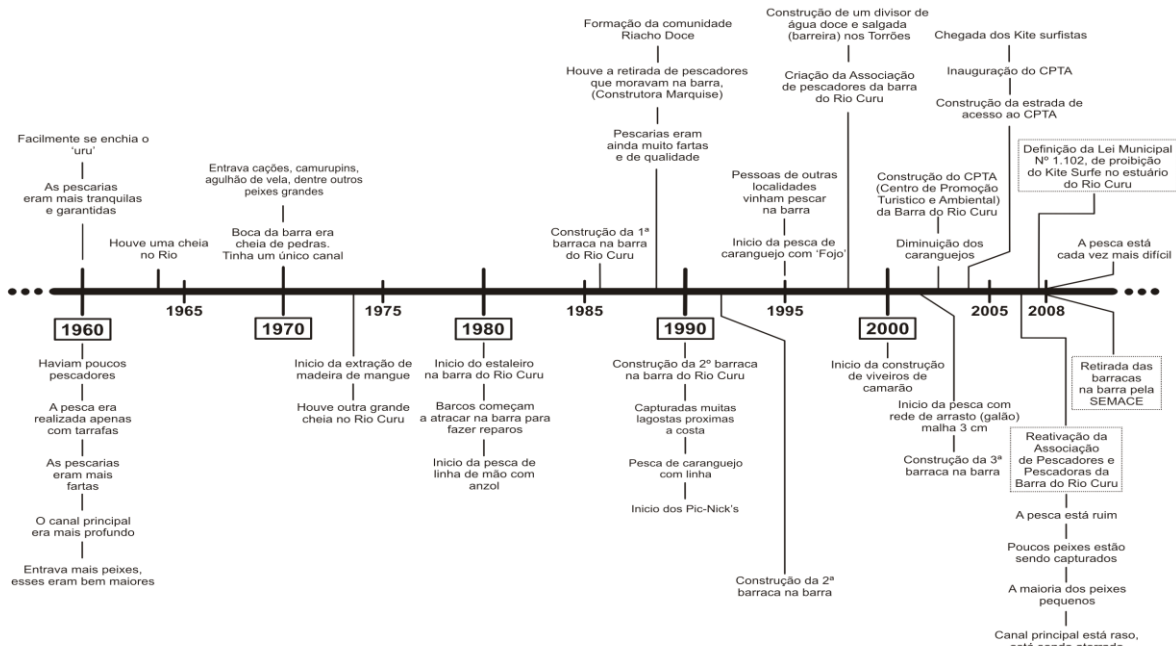 Facilmente se enchia o
'uru'
As pescarias
eram mais tranquilas
e garantidas
Houve uma cheia
no Rio
Entrava cações, camurupins,
agulhão de vela, dentre outros
peixes grandes
Boca da barra era
cheia de pedras.
Tinha um único canal
Construção da 1ª
barraca na barra
do Rio Curu
Formação da comunidade
Riacho Doce
Houve a retirada de pescadores
que moravam na barra,
(Construtora Marquise)
Pescarias eram
ainda muito fartas
e de qualidade
Pessoas de outras
localidades
vinham pescar
na barra
Inicio da pesca de
caranguejo com 'Fojo'
Construção de um divisor de
água doce e salgada
(barreira) nos Torrões
Criação da Associação
de pescadores da barra
do Rio Curu
Construção do CPTA
(Centro de Promoção
Turistico e Ambiental)
da Barra do Rio Curu
Diminuição dos
caranguejos
Chegada dos Kite surfistas
Inauguração do CPTA
Construção da estrada de
acesso ao CPTA
Definição da Lei Municipal
Nº 1.102, de proibição
do Kite Surfe no estuário
do Rio Curu
A pesca está
cada vez mais difícil
1960
1965
1970
1975
1980
1985
1990
1995
2000
2005
2008
Haviam poucos
pescadores
A pesca era
realizada apenas
com tarrafas
As pescarias
eram mais
fartas
O canal principal
era mais profundo
Entrava mais peixes,
esses eram bem maiores
Inicio da extração de
madeira de mangue
Houve outra grande
cheia no Rio Curu
Inicio do estaleiro
na barra do Rio Curu
Barcos começam
a atracar na barra para
fazer reparos
Inicio da pesca de
linha de mão com
anzol
Construção da 2º barraca
na barra do Rio Curu
Capturadas muitas
lagostas proximas
a costa
Pesca de caranguejo
com linha
Inicio dos Pic-Nick's
Construção da 2ª
barraca na barra
Inicio da construção
de viveiros de
camarão
Inicio da pesca com
rede de arrasto (galão)
malha 3 cm
Construção da 3ª
barraca na barra
Retirada das
barracas
na barra pela
SEMACE
Reativação da
Associação
de Pescadores e
Pescadoras da
Barra do Rio Curu
A pesca está ruim
Poucos peixes estão
sendo capturados
A maioria dos peixes
pequenos
Canal principal está raso,
está sendo aterrado